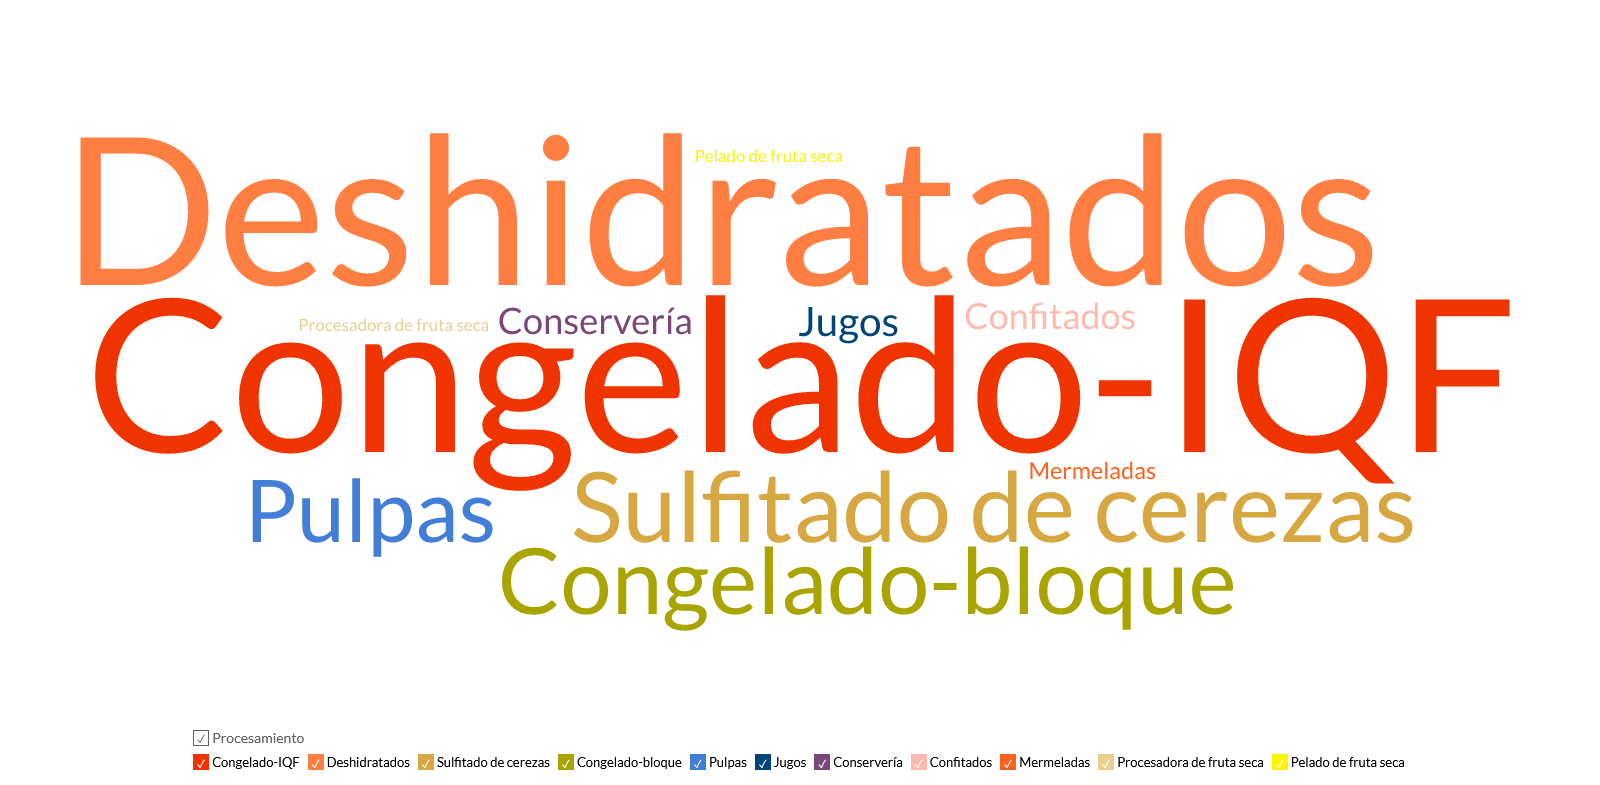 Deshidratados
Pelado de fruta seca
Procesadora de fruta seca
Conservería
Jugos
Confitados
Congelado-IQF
Mermeladas
Pulpas
Sulfitado de cerezas
Congelado-bloque
Procesamiento
Congelado-IQF Deshidratados Sulfitado de cerezas Congelado-bloque Pulpas Jugos Conservería Confitados Mermeladas Procesadora de fruta seca Pelado de fruta seca